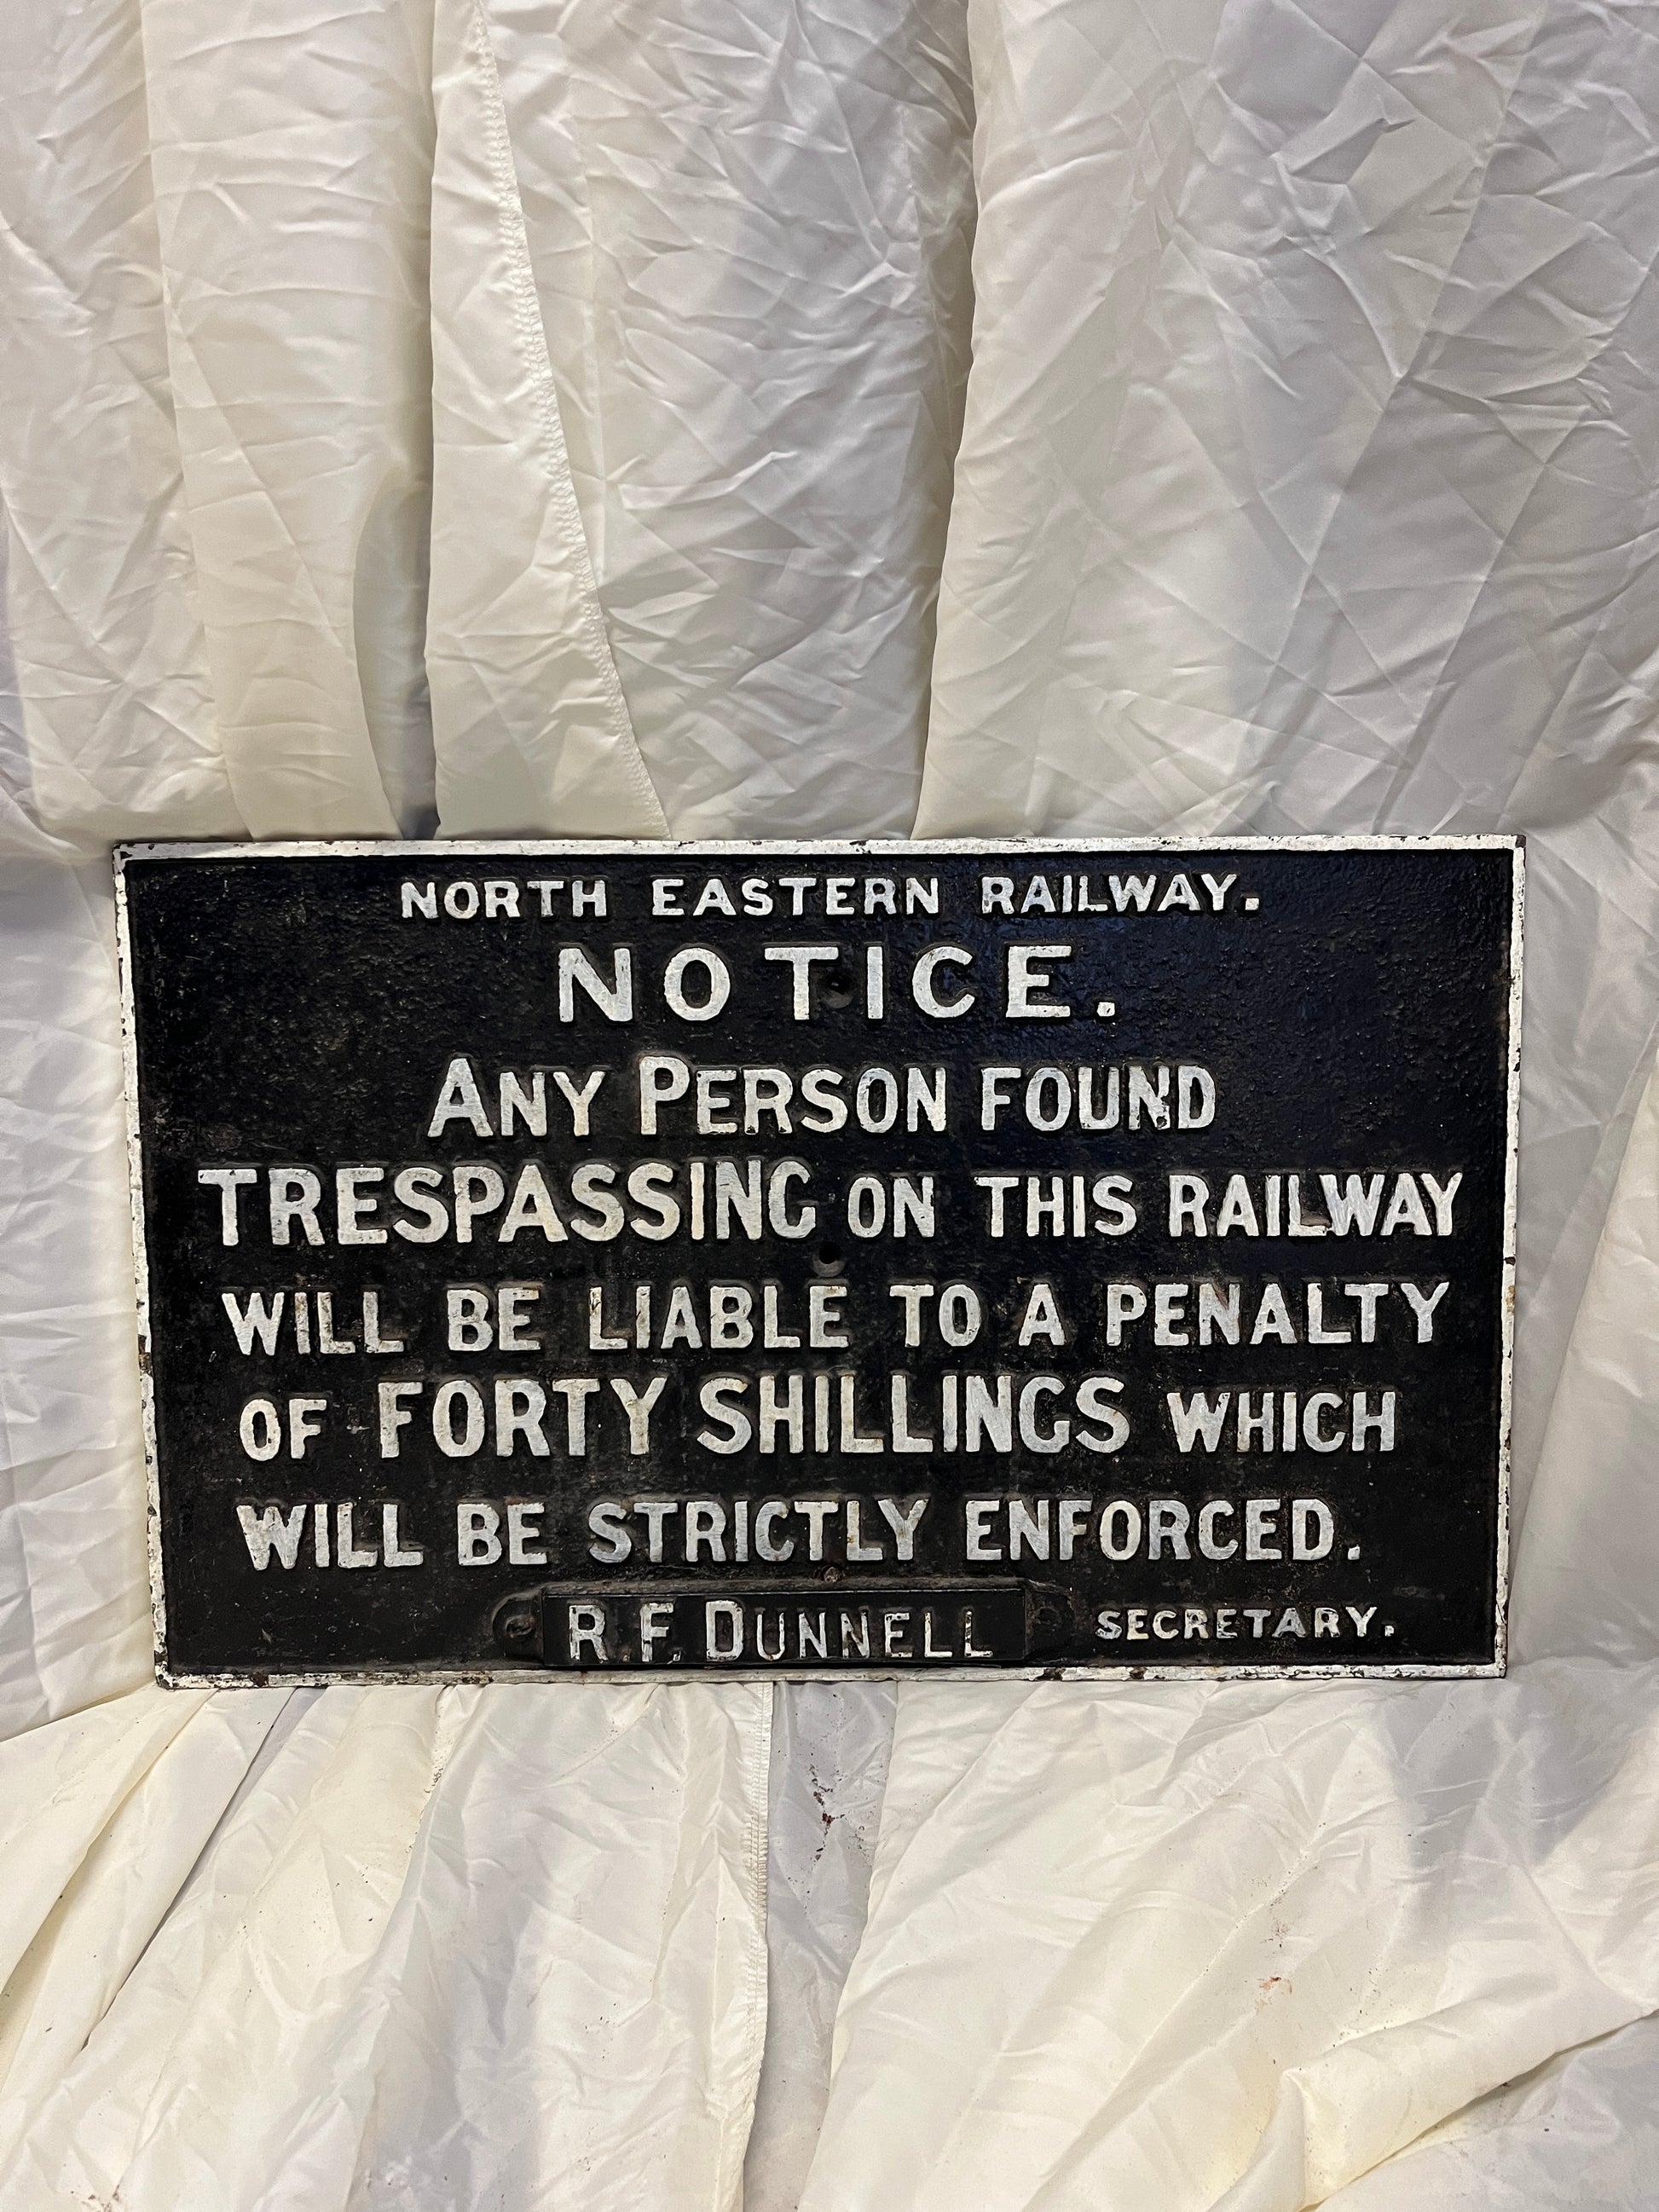 NORTH EASTERN RAILWAY.
NOTICE.
ANY PERSON FOUND
TRESPASSING ON THIS RAILWAY
WILL BE LIABLE TO A PENALTY
OF FORTY SHILLINGS WHICH
WILL BE STRICTLY ENFORCED.
R F. DUNNELL SECRETARY.